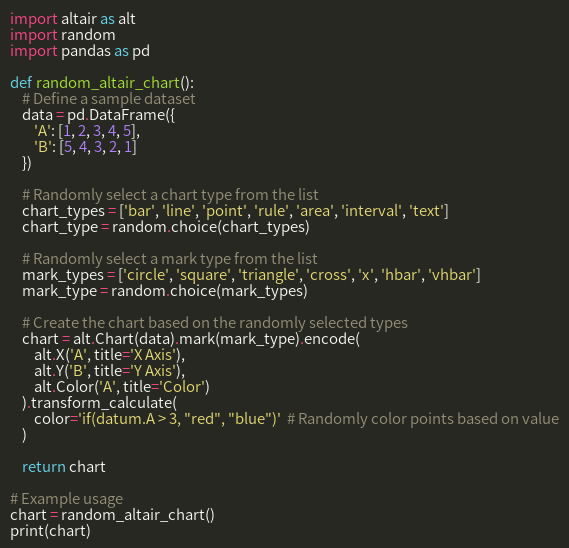 import altair as alt
import random
import pandas as pd
def random_altair_chart():
# Define a sample dataset
data = pd.DataFrame({
'A': [1, 2, 3, 4, 5],
'B': [5, 4, 3, 2, 1]
})
# Randomly select a chart type from the list
chart_types = ['bar', 'line', 'point', 'rule', 'area', 'interval', 'text']
chart_type = random.choice(chart_types)
# Randomly select a mark type from the list
mark_types = ['circle', 'square', 'triangle', 'cross', 'x', 'hbar', 'vhbar']
mark_type = random.choice(mark_types)
# Create the chart based on the randomly selected types
chart = alt.Chart(data).mark(mark_type).encode(
alt.X('A', title='X Axis'),
alt.Y('B', title='Y Axis'),
alt.Color('A', title='Color')
).transform_calculate(
color='if(datum.A > 3, "red", "blue")' # Randomly color points based on value
)
return chart
# Example usage
chart = random_altair_chart()
print(chart)